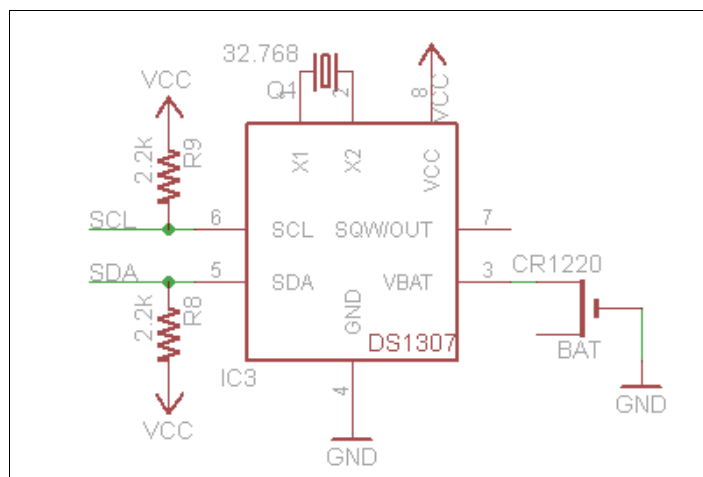 32.768
Q1
2
8
VCC
VCC
2.2k
R9
X1
X2
VCC
SCL
6
SCL
SQW/OUT
7
SDA
5
SDA
VBAT
3
CR1220
2.2k
R8
GND
DS1307
BAT
IC3
4
GND
VCC
GND